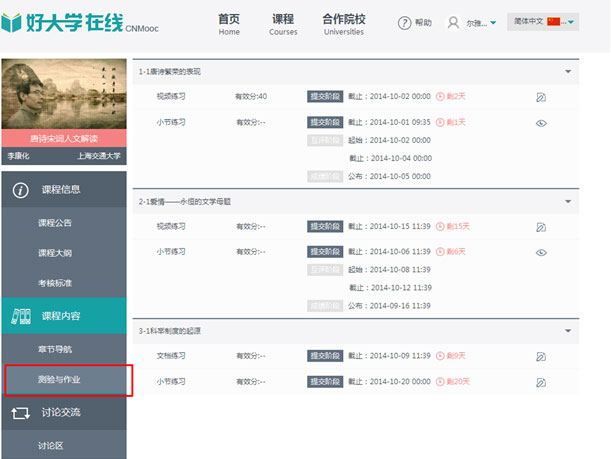 好大学在线 CNMooc
首页 课程 合作院校
Home Courses Universities
帮助 尔雅... 简体中文 ...
唐诗宋词人文解读
李康化 上海交通大学
课程信息
课程公告
课程大纲
考核标准
课程内容
章节导航
测验与作业
讨论交流
讨论区
1-1唐诗繁荣的表现
视频练习 有效分:40 提交阶段 截止：2014-10-02 00:00 剩2天
小节练习 有效分:-- 提交阶段 截止：2014-10-01 09:35 剩1天
互评阶段 起始：2014-10-02 00:00
截止：2014-10-04 00:00
成绩阶段 公布：2014-10-05 00:00
2-1爱情——永恒的文学母题
视频练习 有效分:-- 提交阶段 截止：2014-10-15 11:39 剩15天
小节练习 有效分:-- 提交阶段 截止：2014-10-06 11:39 剩6天
互评阶段 起始：2014-10-08 11:39
截止：2014-10-12 11:39
成绩阶段 公布：2014-09-16 11:39
3-1科举制度的起源
文档练习 有效分:-- 提交阶段 截止：2014-10-09 11:39 剩9天
小节练习 有效分:-- 提交阶段 截止：2014-10-20 00:00 剩20天